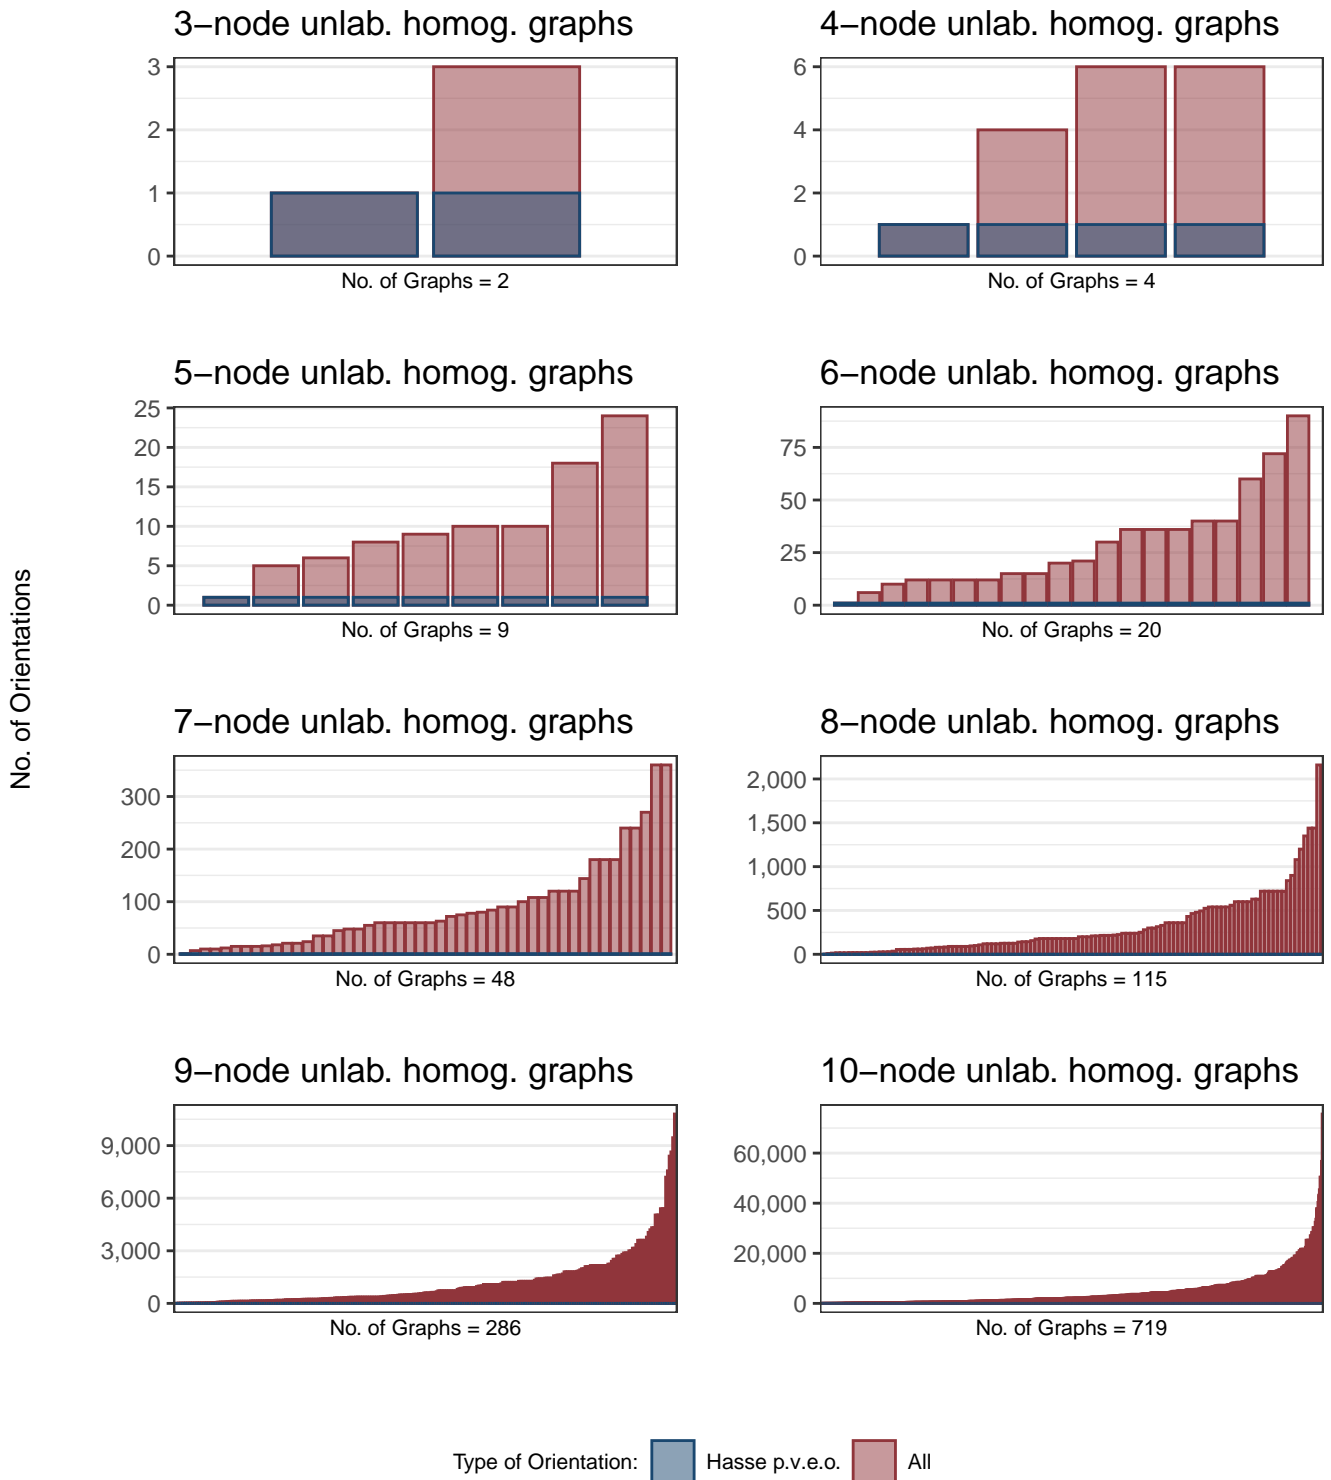 No. of Orientations
3−node unlab. homog. graphs
3
2
1
0
No. of Graphs = 2
4−node unlab. homog. graphs
6
4
2
0
No. of Graphs = 4
5−node unlab. homog. graphs
25
20
15
10
5
0
No. of Graphs = 9
6−node unlab. homog. graphs
75
50
25
0
No. of Graphs = 20
7−node unlab. homog. graphs
300
200
100
0
No. of Graphs = 48
8−node unlab. homog. graphs
2,000
1,500
1,000
500
0
No. of Graphs = 115
9−node unlab. homog. graphs
9,000
6,000
3,000
0
No. of Graphs = 286
10−node unlab. homog. graphs
60,000
40,000
20,000
0
No. of Graphs = 719
Type of Orientation: Hasse p.v.e.o. All